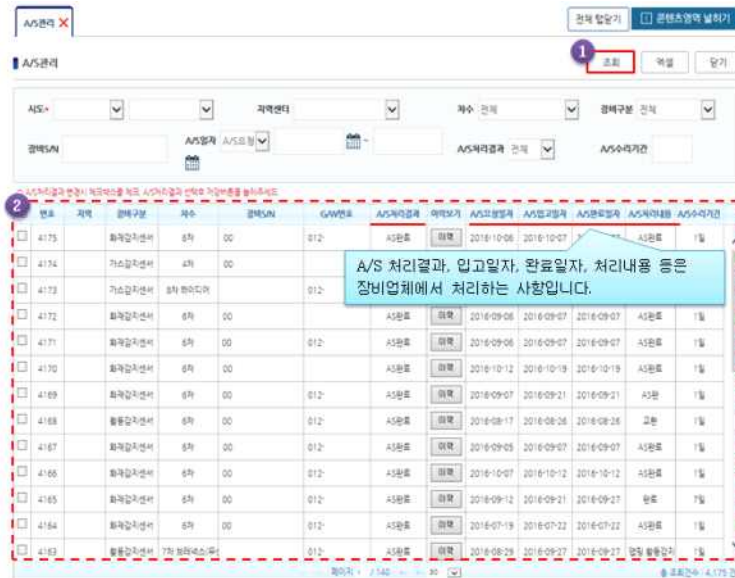 A/S관리 X
전체 탭닫기 콘텐츠영역 넓히기
1
A/S관리 조회 엑셀 닫기
시도* 지역센터 차수 전체 장비구분 전체
장비S/N A/S일자 A/S요청 ~ A/S처리결과 전체 A/S수리기간
2
번호 지역 장비구분 차수 장비S/N G/W번호 A/S처리결과 이력보기 A/S요청일자 A/S입고일자 A/S완료일자 A/S처리내용 A/S수리기간
4175 화재감지센서 6차 00 012- AS완료 이력 2016-10-06 2016-10-07 AS완료 1일
4174 가스감지센서 4차 00
A/S 처리결과, 입고일자, 완료일자, 처리내용 등은
장비업체에서 처리하는 사항입니다.
4173 가스감지센서 012-
4172 화재감지센서 6차 00 AS완료 이력 2016-09-06 2016-09-07 2016-09-07 AS완료 1일
4171 화재감지센서 6차 00 012- AS완료 이력 2016-09-06 2016-09-07 2016-09-07 AS완료 1일
4170 화재감지센서 6차 00 AS완료 이력 2016-10-12 2016-10-19 2016-10-19 AS완료 1일
4169 화재감지센서 6차 00 012- AS완료 이력 2016-09-07 2016-09-21 2016-09-21 AS완 1일
4168 활동감지센서 6차 00 012- AS완료 이력 2016-08-17 2016-08-26 2016-08-26 교환 1일
4167 화재감지센서 6차 00 012- AS완료 이력 2016-09-05 2016-09-07 2016-09-07 AS완료 1일
4166 화재감지센서 6차 00 012- AS완료 이력 2016-10-07 2016-10-12 2016-10-12 AS완료 1일
4165 화재감지센서 6차 00 012- AS완료 이력 2016-09-12 2016-09-21 2016-09-27 완료 7일
4164 화재감지센서 6차 00 012- AS완료 이력 2016-07-19 2016-07-22 2016-07-22 AS완료 1일
4163 활동감지센서 012- AS완료 이력 2016-08-29 2016-09-27 2016-09-27 활동감지 1일
페이지 1 / 140 30 총 조회건수 : 4,175 건